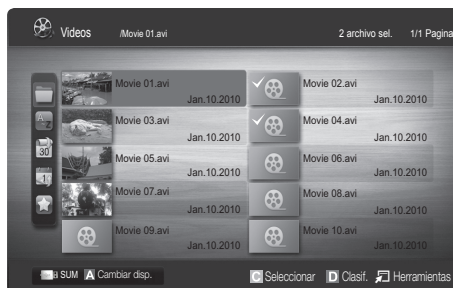 Videos /Movie 01.avi 2 archivo sel. 1/1 Pagina
Movie 01.avi
Jan.10.2010
Movie 02.avi
Jan.10.2010
Movie 03.avi
Jan.10.2010
Movie 04.avi
Jan.10.2010
Movie 05.avi
Jan.10.2010
Movie 06.avi
Jan.10.2010
Movie 07.avi
Jan.10.2010
Movie 08.avi
Jan.10.2010
Movie 09.avi
Jan.10.2010
Movie 10.avi
Jan.10.2010
A Z
30
1
SUM A Cambiar disp. C Seleccionar D Clasif. Herramientas